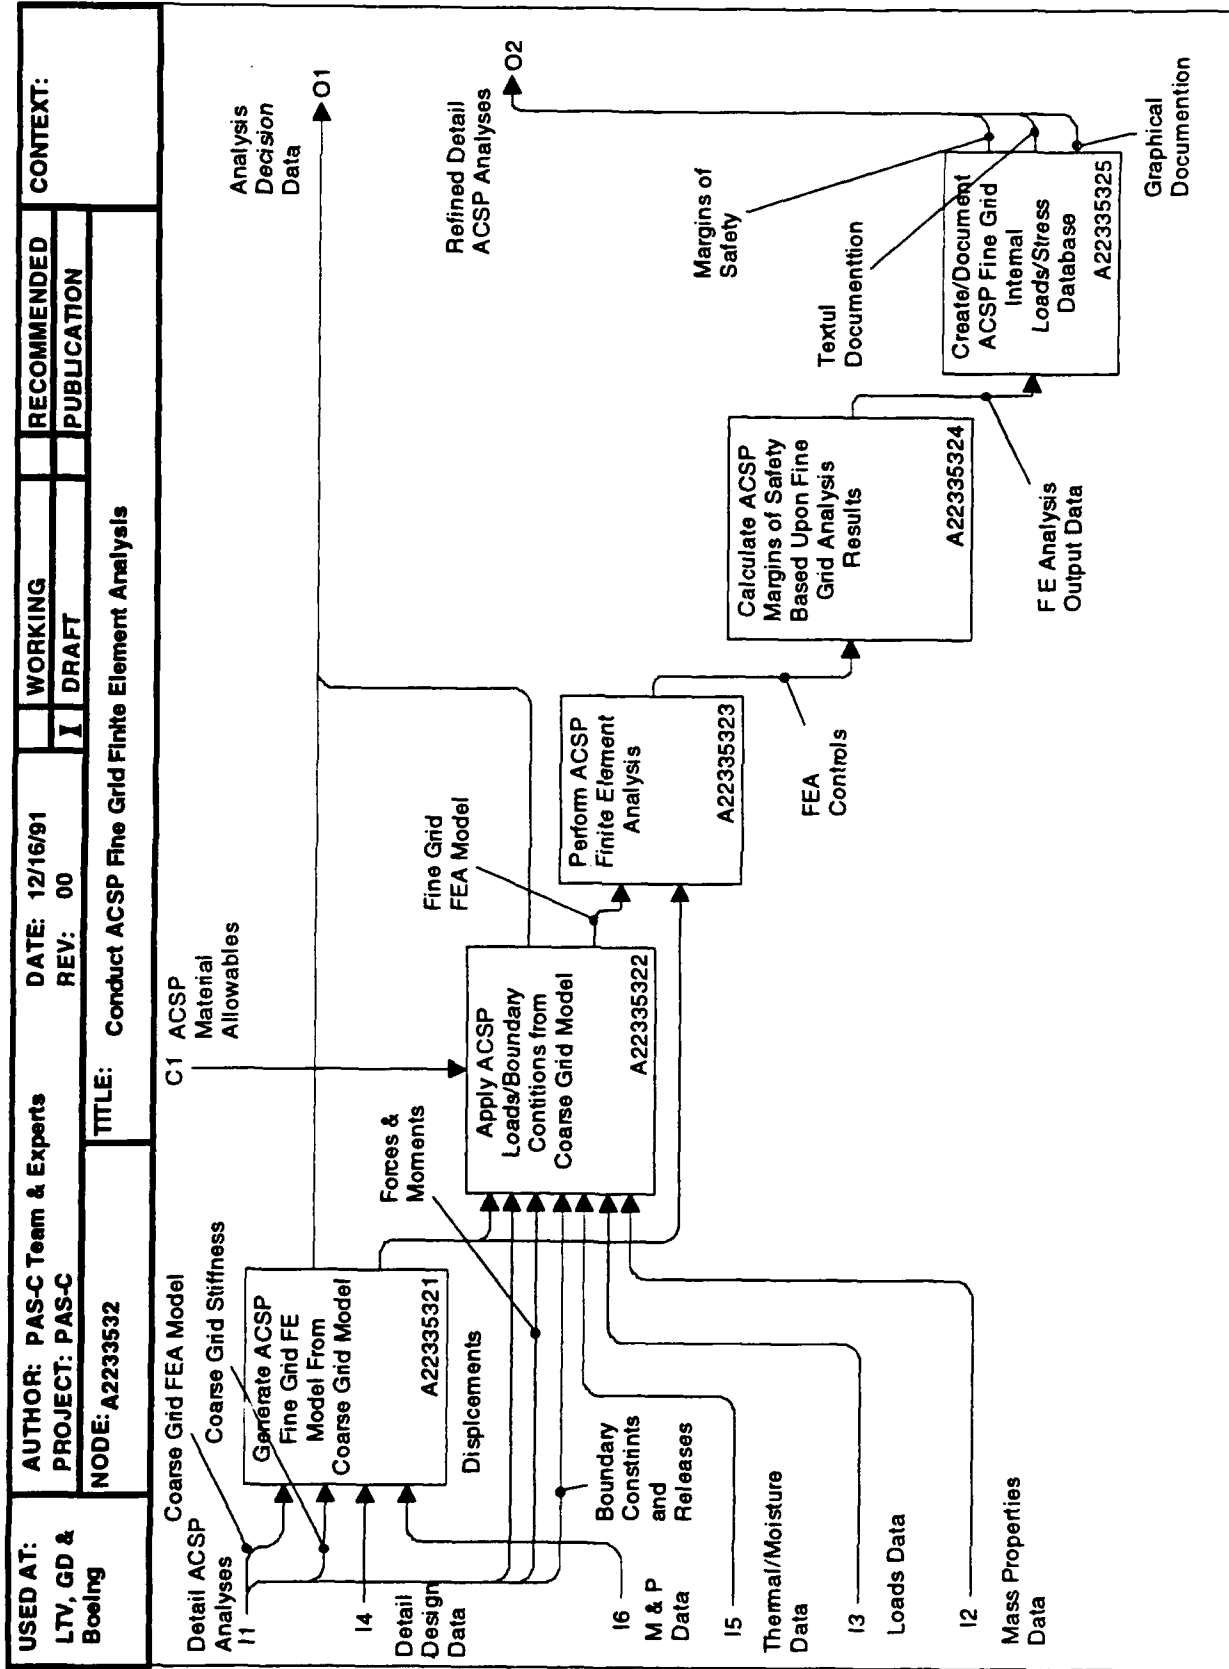 USED AT:
LTV, GD &
Boeing
AUTHOR: PAS-C Team & Experts
PROJECT: PAS-C
DATE: 12/16/91
REV: 00
WORKING
I DRAFT
RECOMMENDED
PUBLICATION
CONTEXT:
NODE: A2233532
TITLE: Conduct ACSP Fine Grid Finite Element Analysis
Detail ACSP
Analyses
I1
Coarse Grid FEA Model
Coarse Grid Stiffness
I4
Detail
Design
Data
C1 ACSP
Material
Allowables
Generate ACSP
Fine Grid FE
Model From
Coarse Grid Model
A22335321
Displcements
Forces &
Moments
Boundary
Constrints
and
Releases
I6
M & P
Data
I5
Thermal/Moisture
Data
I3
Loads Data
I2
Mass Properties
Data
Apply ACSP
Loads/Boundary
Contitions from
Coarse Grid Model
A22335322
Fine Grid
FEA Model
Perform ACSP
Finite Element
Analysis
A22335323
FEA
Controls
Calculate ACSP
Margins of Safety
Based Upon Fine
Grid Analysis
Results
A22335324
F E Analysis
Output Data
Create/Document
ACSP Fine Grid
Internal
Loads/Stress
Database
A22335325
Margins of
Safety
Textul
Documenttion
Graphical
Documention
Analysis
Decision
Data
O1
Refined Detail
ACSP Analyses
O2